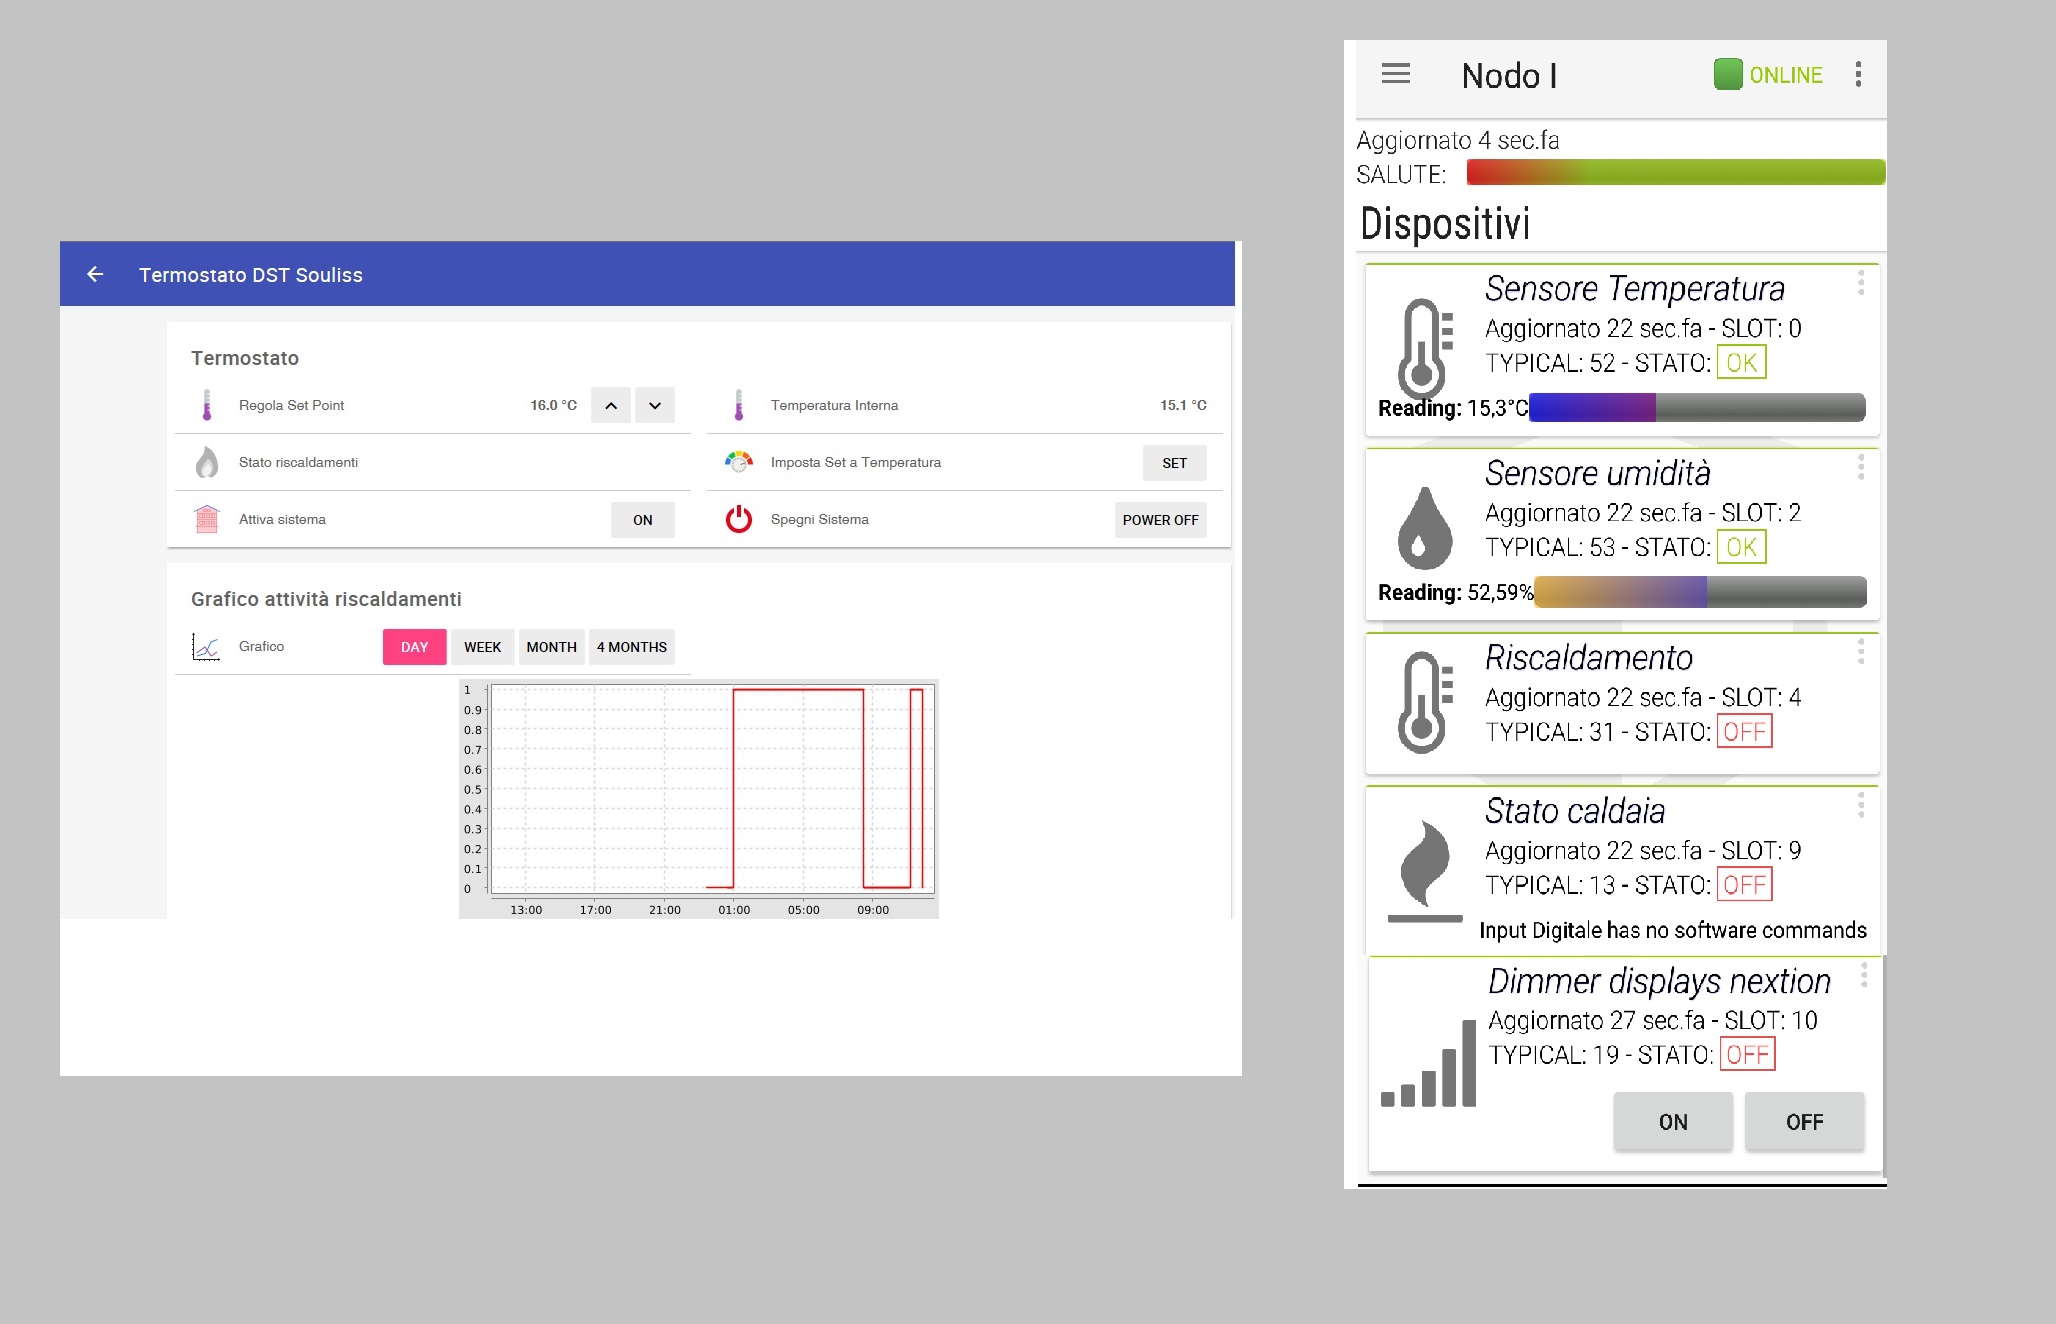 Termostato DST Souliss
Termostato
Regola Set Point 16.0 °C
Temperatura Interna 15.1 °C
Stato riscaldamenti
Imposta Set a Temperatura SET
Attiva sistema ON
Spegni Sistema POWER OFF
Grafico attività riscaldamenti
Grafico DAY WEEK MONTH 4 MONTHS
1
0.9
0.8
0.7
0.6
0.5
0.4
0.3
0.2
0.1
0
13:00 17:00 21:00 01:00 05:00 09:00
Nodo I ONLINE
Aggiornato 4 sec.fa
SALUTE:
Dispositivi
Sensore Temperatura
Aggiornato 22 sec.fa - SLOT: 0
TYPICAL: 52 - STATO: OK
Reading: 15,3°C
Sensore umidità
Aggiornato 22 sec.fa - SLOT: 2
TYPICAL: 53 - STATO: OK
Reading: 52,59%
Riscaldamento
Aggiornato 22 sec.fa - SLOT: 4
TYPICAL: 31 - STATO: OFF
Stato caldaia
Aggiornato 22 sec.fa - SLOT: 9
TYPICAL: 13 - STATO: OFF
Input Digitale has no software commands
Dimmer displays nextion
Aggiornato 27 sec.fa - SLOT: 10
TYPICAL: 19 - STATO: OFF
ON OFF